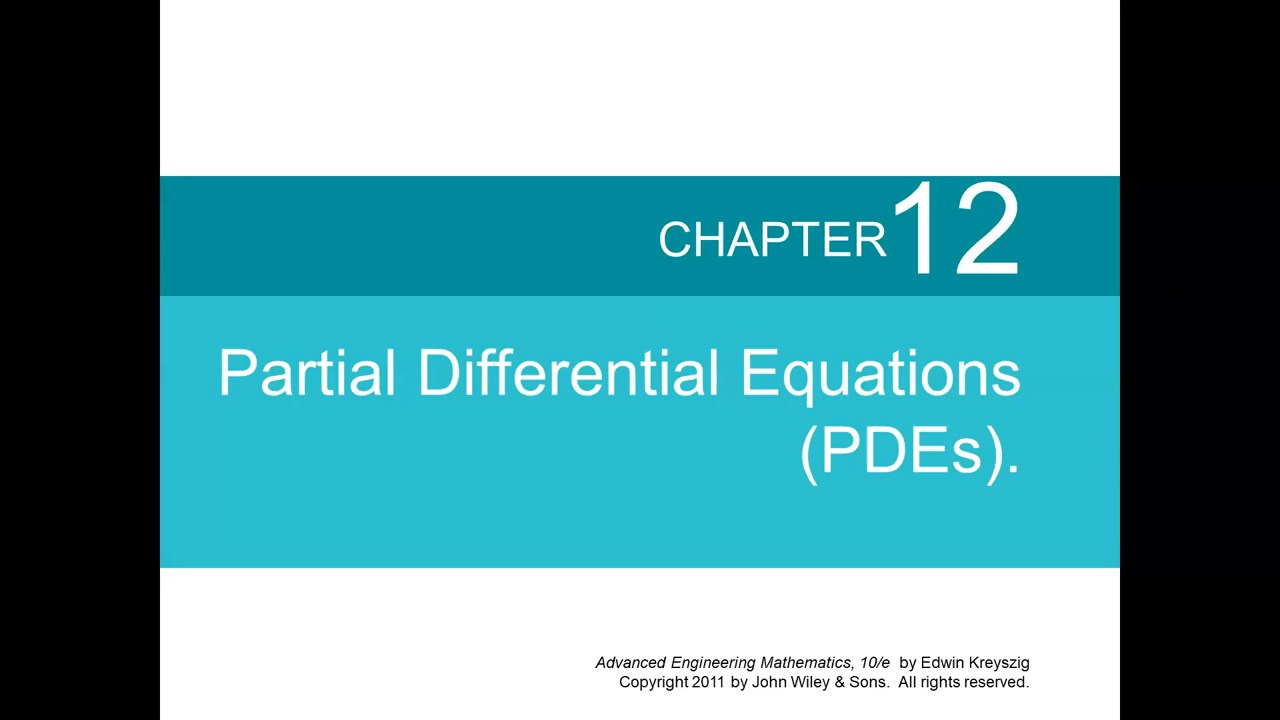 CHAPTER 12
Partial Differential Equations
(PDEs).
Advanced Engineering Mathematics, 10/e by Edwin Kreyszig
Copyright 2011 by John Wiley & Sons. All rights reserved.